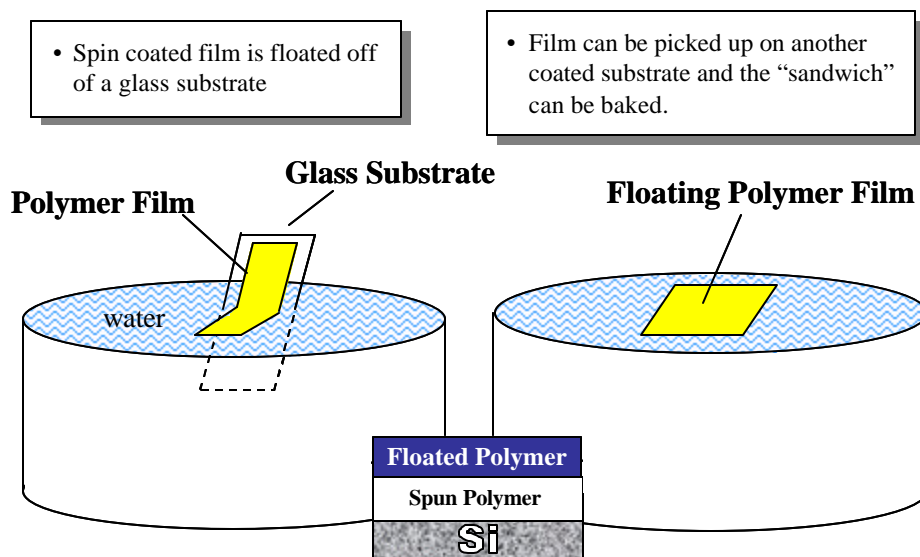 • Spin coated film is floated off
of a glass substrate
• Film can be picked up on another
coated substrate and the “sandwich”
can be baked.
Glass Substrate
Polymer Film
Floating Polymer Film
water
Floated Polymer
Spun Polymer
Si